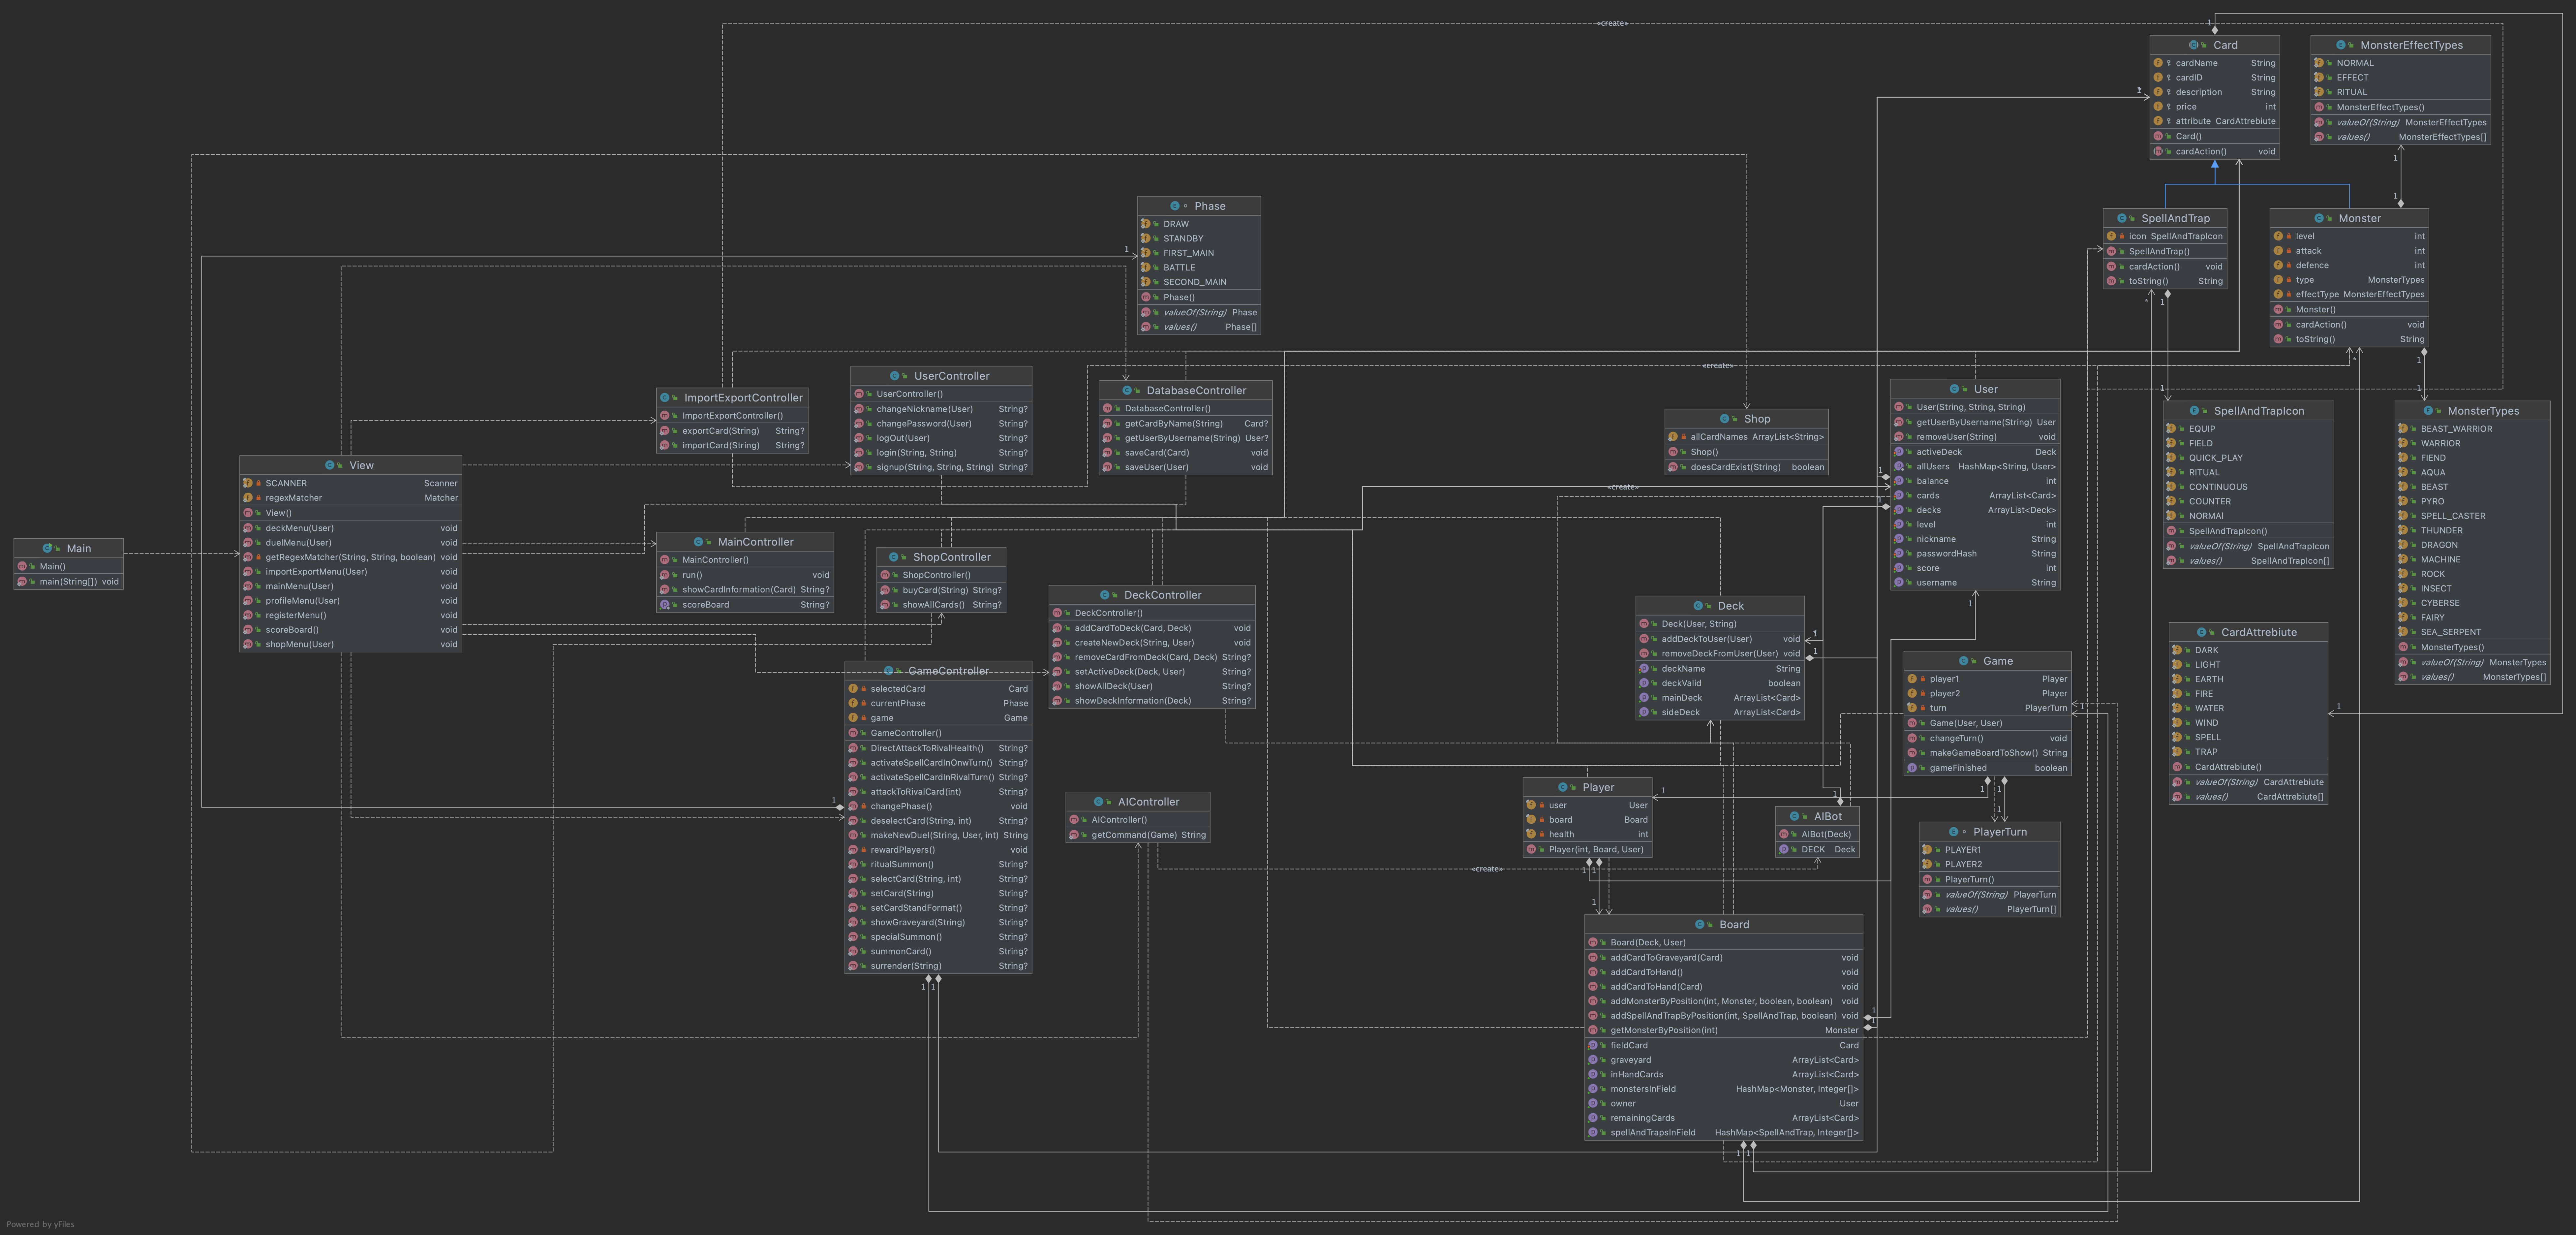 «create»
1
Card
cardName String
cardID String
description String
price int
attribute CardAttrebiute
Card()
cardAction() void
MonsterEffectTypes
NORMAL
EFFECT
RITUAL
MonsterEffectTypes()
valueOf(String) MonsterEffectTypes
values() MonsterEffectTypes[]
Phase
DRAW
STANDBY
FIRST_MAIN
BATTLE
SECOND_MAIN
Phase()
valueOf(String) Phase
values() Phase[]
SpellAndTrap
icon SpellAndTrapIcon
SpellAndTrap()
cardAction() void
toString() String
Monster
level int
attack int
defence int
type MonsterTypes
effectType MonsterEffectTypes
Monster()
cardAction() void
toString() String
«create»
ImportExportController
ImportExportController()
exportCard(String) String?
importCard(String) String?
UserController
UserController()
changeNickname(User) String?
changePassword(User) String?
logOut(User) String?
login(String, String) String?
signup(String, String, String) String?
DatabaseController
DatabaseController()
getCardByName(String) Card?
getUserByUsername(String) User?
saveCard(Card) void
saveUser(User) void
Shop
allCardNames ArrayList<String>
Shop()
doesCardExist(String) boolean
«create»
User
User(String, String, String)
getUserByUsername(String) User
removeUser(String) void
activeDeck Deck
allUsers HashMap<String, User>
balance int
cards ArrayList<Card>
decks ArrayList<Deck>
level int
nickname String
passwordHash String
score int
username String
SpellAndTrapIcon
EQUIP
FIELD
QUICK_PLAY
RITUAL
CONTINUOUS
COUNTER
NORMAl
SpellAndTrapIcon()
valueOf(String) SpellAndTrapIcon
values() SpellAndTrapIcon[]
MonsterTypes
BEAST_WARRIOR
WARRIOR
FIEND
AQUA
BEAST
PYRO
SPELL_CASTER
THUNDER
DRAGON
MACHINE
ROCK
INSECT
CYBERSE
FAIRY
SEA_SERPENT
MonsterTypes()
valueOf(String) MonsterTypes
values() MonsterTypes[]
View
SCANNER Scanner
regexMatcher Matcher
View()
deckMenu(User) void
duelMenu(User) void
getRegexMatcher(String, String, boolean) void
importExportMenu(User) void
mainMenu(User) void
profileMenu(User) void
registerMenu() void
scoreBoard() void
shopMenu(User) void
Main
Main()
main(String[]) void
MainController
MainController()
run() void
showCardInformation(Card) String?
scoreBoard String?
ShopController
ShopController()
buyCard(String) String?
showAllCards() String?
DeckController
DeckController()
addCardToDeck(Card, Deck) void
createNewDeck(String, User) void
removeCardFromDeck(Card, Deck) String?
setActiveDeck(Deck, User) String?
showAllDeck(User) String?
showDeckInformation(Deck) String?
Deck
Deck(User, String)
addDeckToUser(User) void
removeDeckFromUser(User) void
deckName String
deckValid boolean
mainDeck ArrayList<Card>
sideDeck ArrayList<Card>
CardAttrebiute
DARK
LIGHT
EARTH
FIRE
WATER
WIND
SPELL
TRAP
CardAttrebiute()
valueOf(String) CardAttrebiute
values() CardAttrebiute[]
Game
player1 Player
player2 Player
turn PlayerTurn
Game(User, User)
changeTurn() void
makeGameBoardToShow() String
gameFinished boolean
GameController
selectedCard Card
currentPhase Phase
game Game
GameController()
DirectAttackToRivalHealth() String?
activateSpellCardInOnwTurn() String?
activateSpellCardInRivalTurn() String?
attackToRivalCard(int) String?
changePhase() void
deselectCard(String, int) String?
makeNewDuel(String, User, int) String
rewardPlayers() void
ritualSummon() String?
selectCard(String, int) String?
setCard(String) String?
setCardStandFormat() String?
showGraveyard(String) String?
specialSummon() String?
summonCard() String?
surrender(String) String?
AIController
AIController()
getCommand(Game) String
Player
user User
board Board
health int
Player(int, Board, User)
AIBot
AIBot(Deck)
DECK Deck
PlayerTurn
PLAYER1
PLAYER2
PlayerTurn()
valueOf(String) PlayerTurn
values() PlayerTurn[]
«create»
Board
Board(Deck, User)
addCardToGraveyard(Card) void
addCardToHand() void
addCardToHand(Card) void
addMonsterByPosition(int, Monster, boolean, boolean) void
addSpellAndTrapByPosition(int, SpellAndTrap, boolean) void
getMonsterByPosition(int) Monster
fieldCard Card
graveyard ArrayList<Card>
inHandCards ArrayList<Card>
monstersInField HashMap<Monster, Integer[]>
owner User
remainingCards ArrayList<Card>
spellAndTrapsInField HashMap<SpellAndTrap, Integer[]>
Powered by yFiles